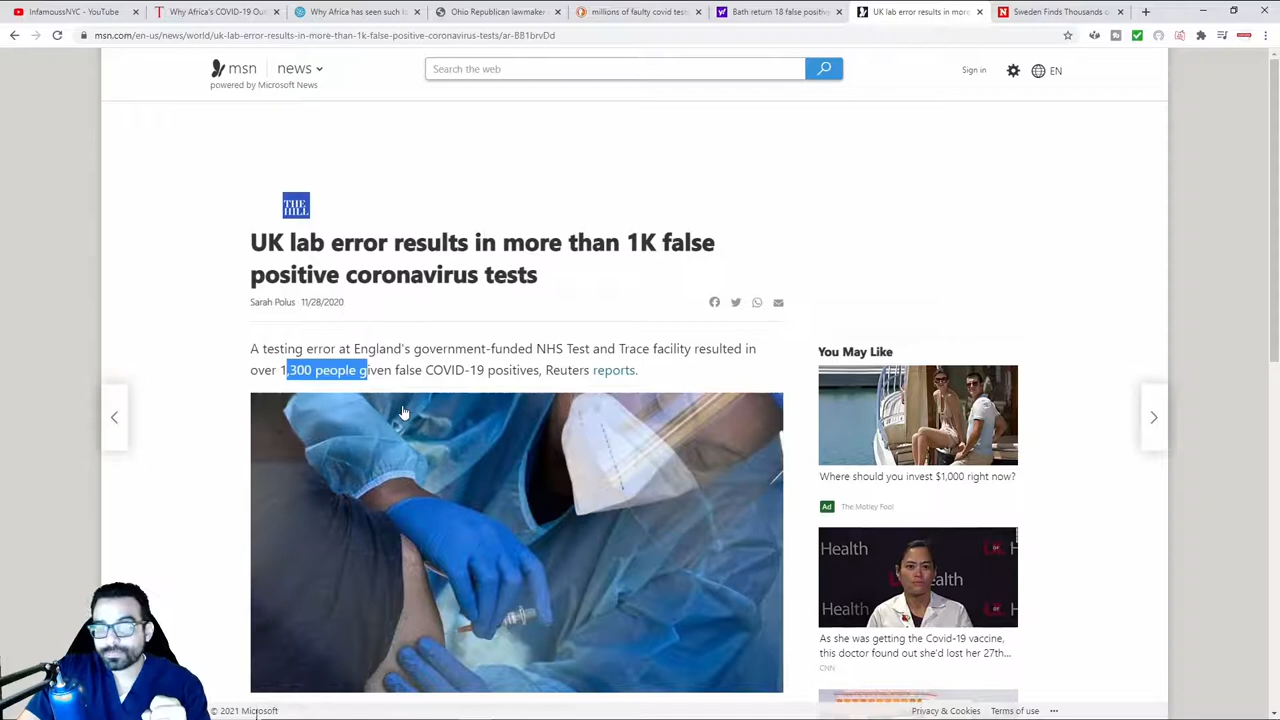 InfamousNYC - YouTube
Why Africa's COVID-19 Out
Why Africa has seen such l
Ohio Republican lawmaker
millions of faulty covid tests
Bath return 18 false positive
UK lab error results in more
Sweden Finds Thousands o
msn.com/en-us/news/world/uk-lab-error-results-in-more-than-1k-false-positive-coronavirus-tests/ar-BB1brvDd
msn
news
powered by Microsoft News
Search the web
Sign in
EN
THE HILL
UK lab error results in more than 1K false
positive coronavirus tests
Sarah Polus · 11/28/2020
A testing error at England's government-funded NHS Test and Trace facility resulted in
over 1,300 people given false COVID-19 positives, Reuters reports.
You May Like
Where should you invest $1,000 right now?
Ad
The Motley Fool
Health
Health
As she was getting the Covid-19 vaccine,
this doctor found out she'd lost her 27th...
CNN
2021 Microsoft
Privacy & Cookies
Terms of use